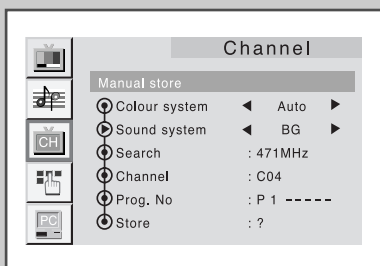 Channel
Manual store
Colour system ◀ Auto ▶
Sound system ◀ BG ▶
CH
Search : 471MHz
Channel : C04
Prog. No : P 1 -----
PC
Store : ?